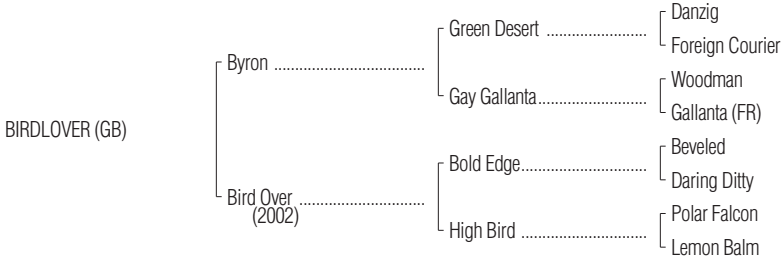 Danzig
Green Desert ..........................
Foreign Courier
Byron ........................................
Woodman
Gay Gallanta.............................
Gallanta (FR)
BIRDLOVER (GB)
Beveled
Bold Edge.................................
Daring Ditty
Bird Over .................................
(2002)
Polar Falcon
High Bird .................................
Lemon Balm